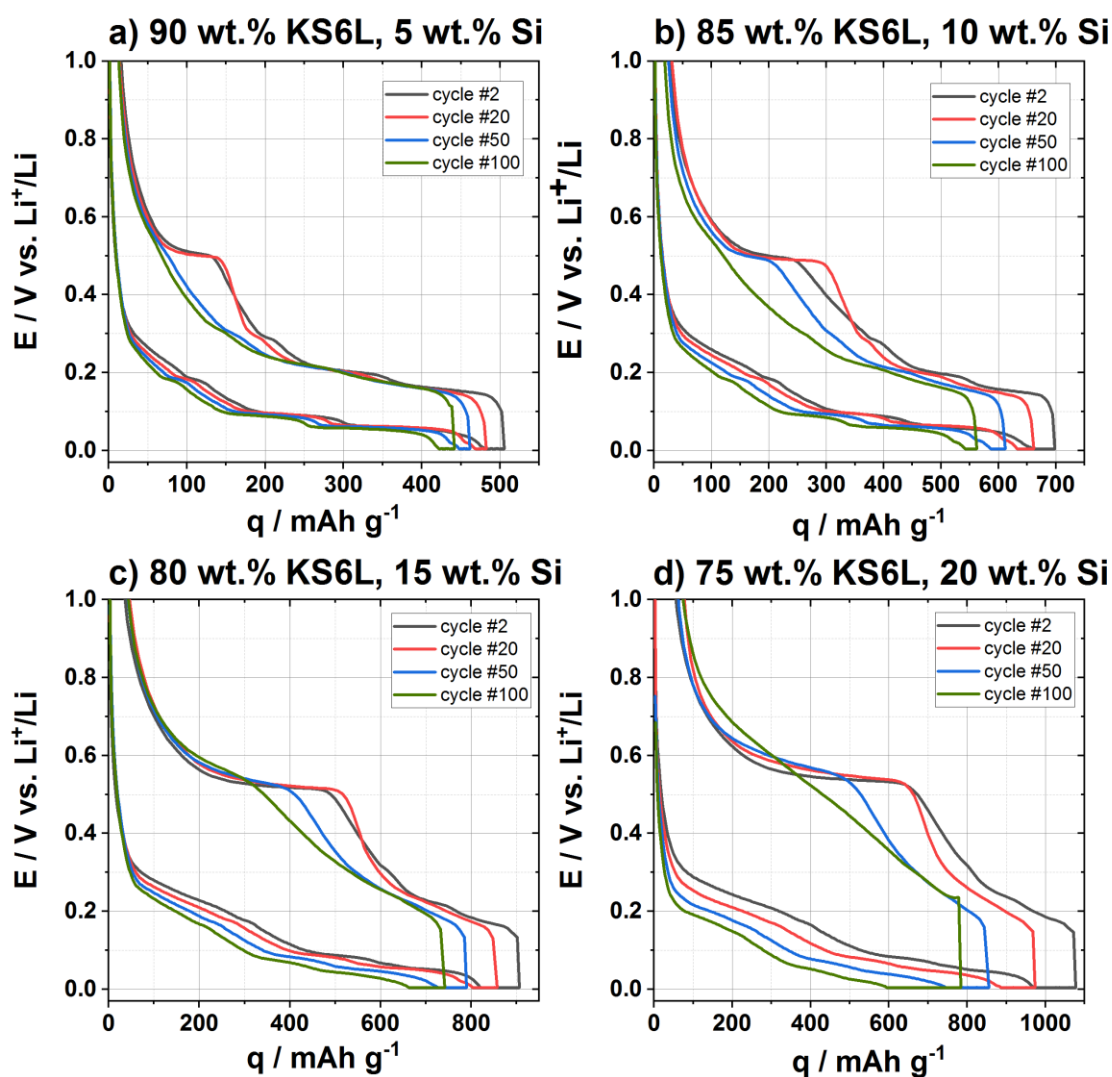 a) 90 wt.% KS6L, 5 wt.% Si
1.0
0.8
0.6
0.4
0.2
0.0
E / V vs. Li⁺/Li
cycle #2
cycle #20
cycle #50
cycle #100
0 100 200 300 400 500
q / mAh g⁻¹
b) 85 wt.% KS6L, 10 wt.% Si
1.0
0.8
0.6
0.4
0.2
0.0
E / V vs. Li⁺/Li
cycle #2
cycle #20
cycle #50
cycle #100
0 100 200 300 400 500 600 700
q / mAh g⁻¹
c) 80 wt.% KS6L, 15 wt.% Si
1.0
0.8
0.6
0.4
0.2
0.0
E / V vs. Li⁺/Li
cycle #2
cycle #20
cycle #50
cycle #100
0 200 400 600 800
q / mAh g⁻¹
d) 75 wt.% KS6L, 20 wt.% Si
1.0
0.8
0.6
0.4
0.2
0.0
E / V vs. Li⁺/Li
cycle #2
cycle #20
cycle #50
cycle #100
0 200 400 600 800 1000
q / mAh g⁻¹